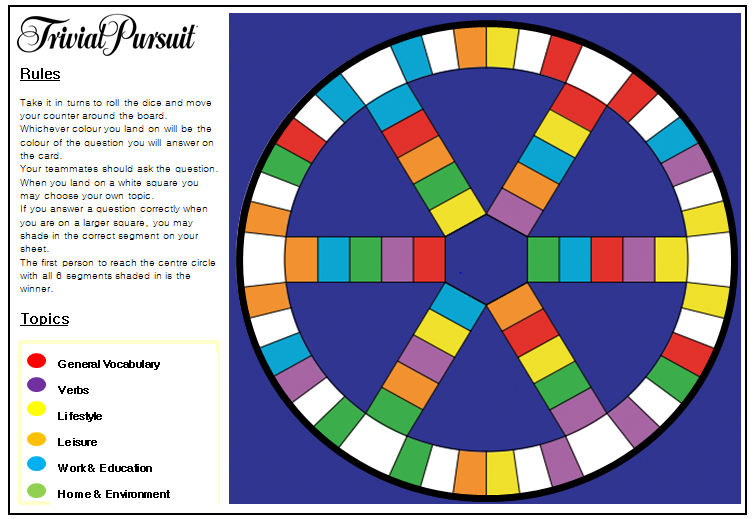 Trivial Pursuit
Rules
Take it in turns to roll the dice and move
your counter around the board.
Whichever colour you land on will be the
colour of the question you will answer on
the card.
Your teammates should ask the question.
When you land on a white square you
may choose your own topic.
If you answer a question correctly when
you are on a larger square, you may
shade in the correct segment on your
sheet.
The first person to reach the centre circle
with all 6 segments shaded in is the
winner.
Topics
General Vocabulary
Verbs
Lifestyle
Leisure
Work & Education
Home & Environment